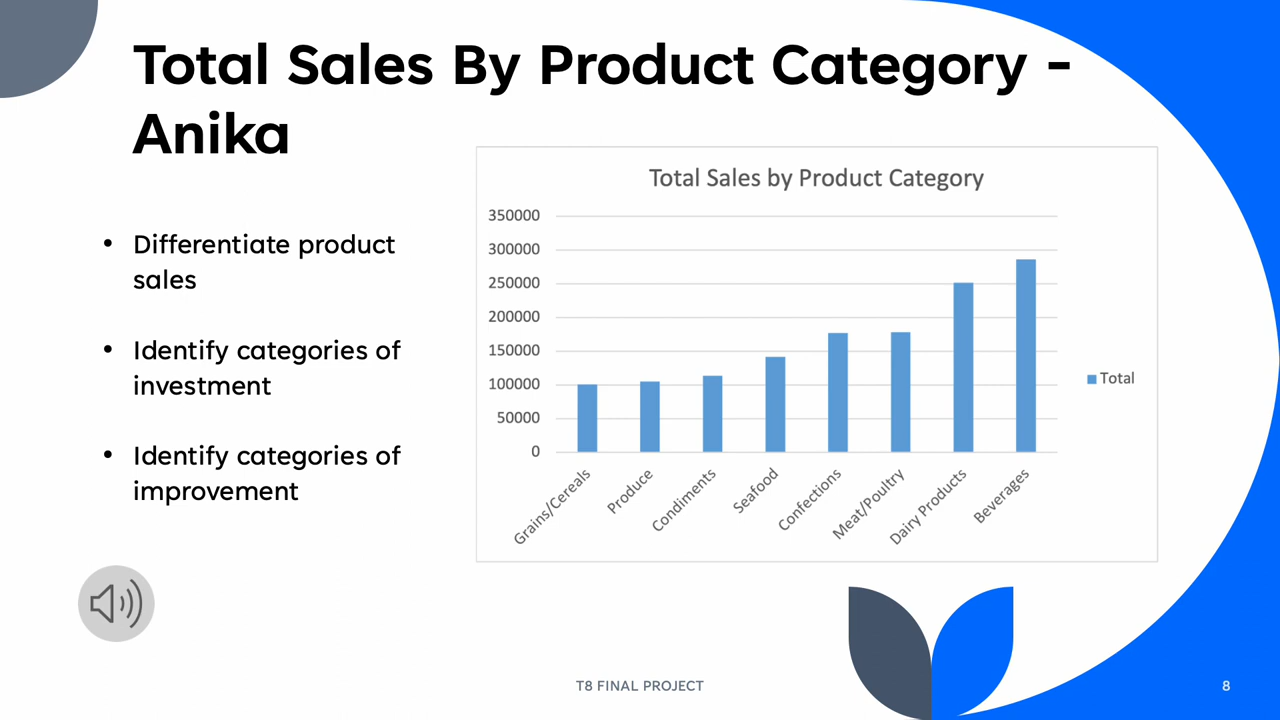 Total Sales By Product Category -
Anika
• Differentiate product
sales
• Identify categories of
investment
• Identify categories of
improvement
Total Sales by Product Category
350000
300000
250000
200000
150000
100000
50000
0
Grains/Cereals
Produce
Condiments
Seafood
Confections
Meat/Poultry
Dairy Products
Beverages
Total
T8 FINAL PROJECT
8